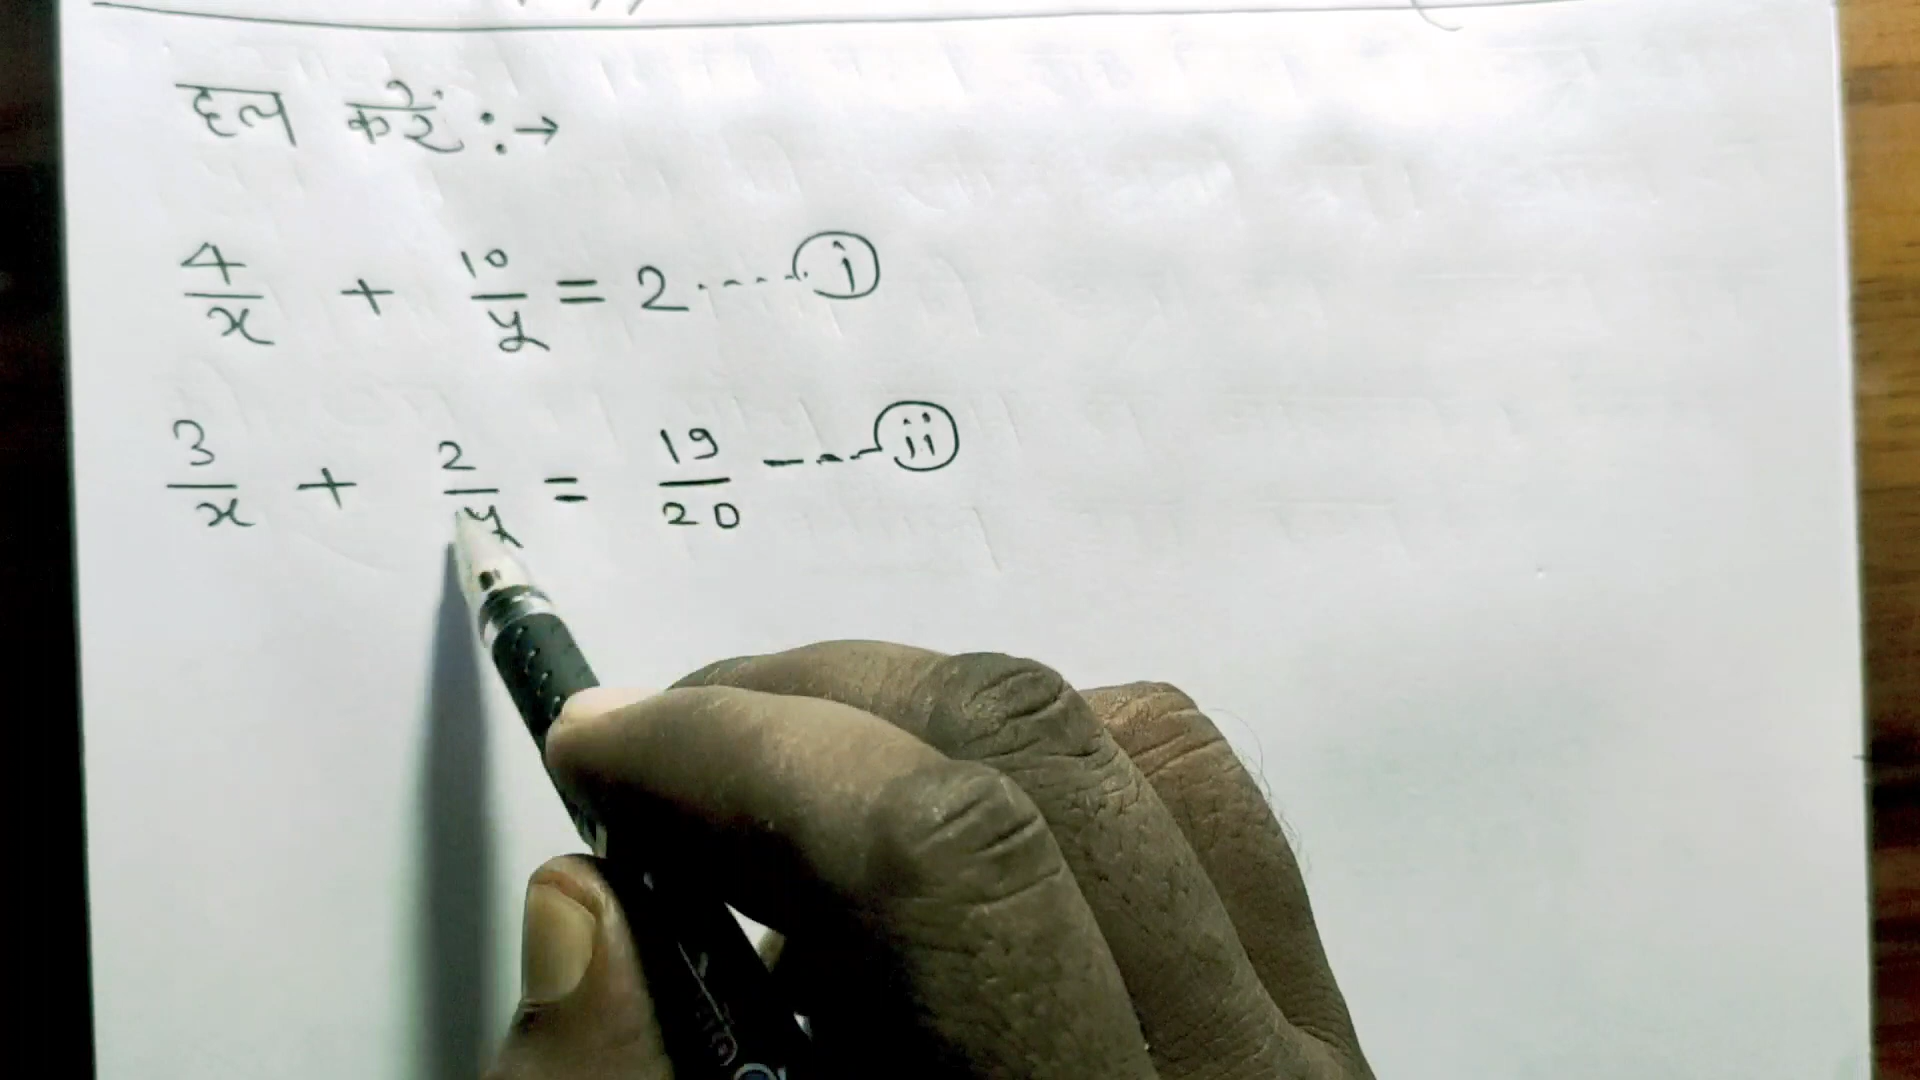 हल करें :→
4/x + 10/y = 2 ---- (i)
3/x + 2/y = 19/20 ---- (ii)